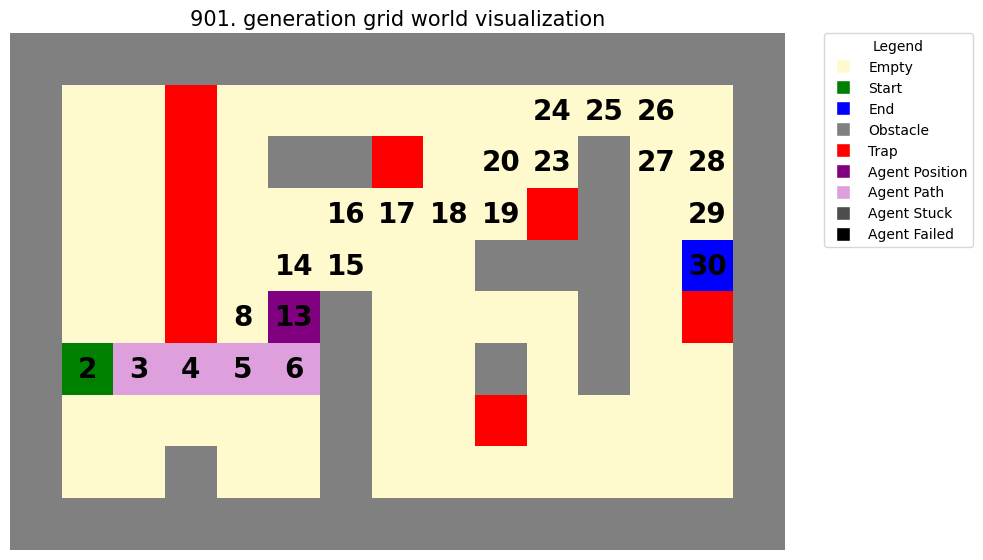 901. generation grid world visualization
24 25 26
20 23 27 28
16 17 18 19 29
14 15 30
8 13
2 3 4 5 6
Legend
Empty
Start
End
Obstacle
Trap
Agent Position
Agent Path
Agent Stuck
Agent Failed